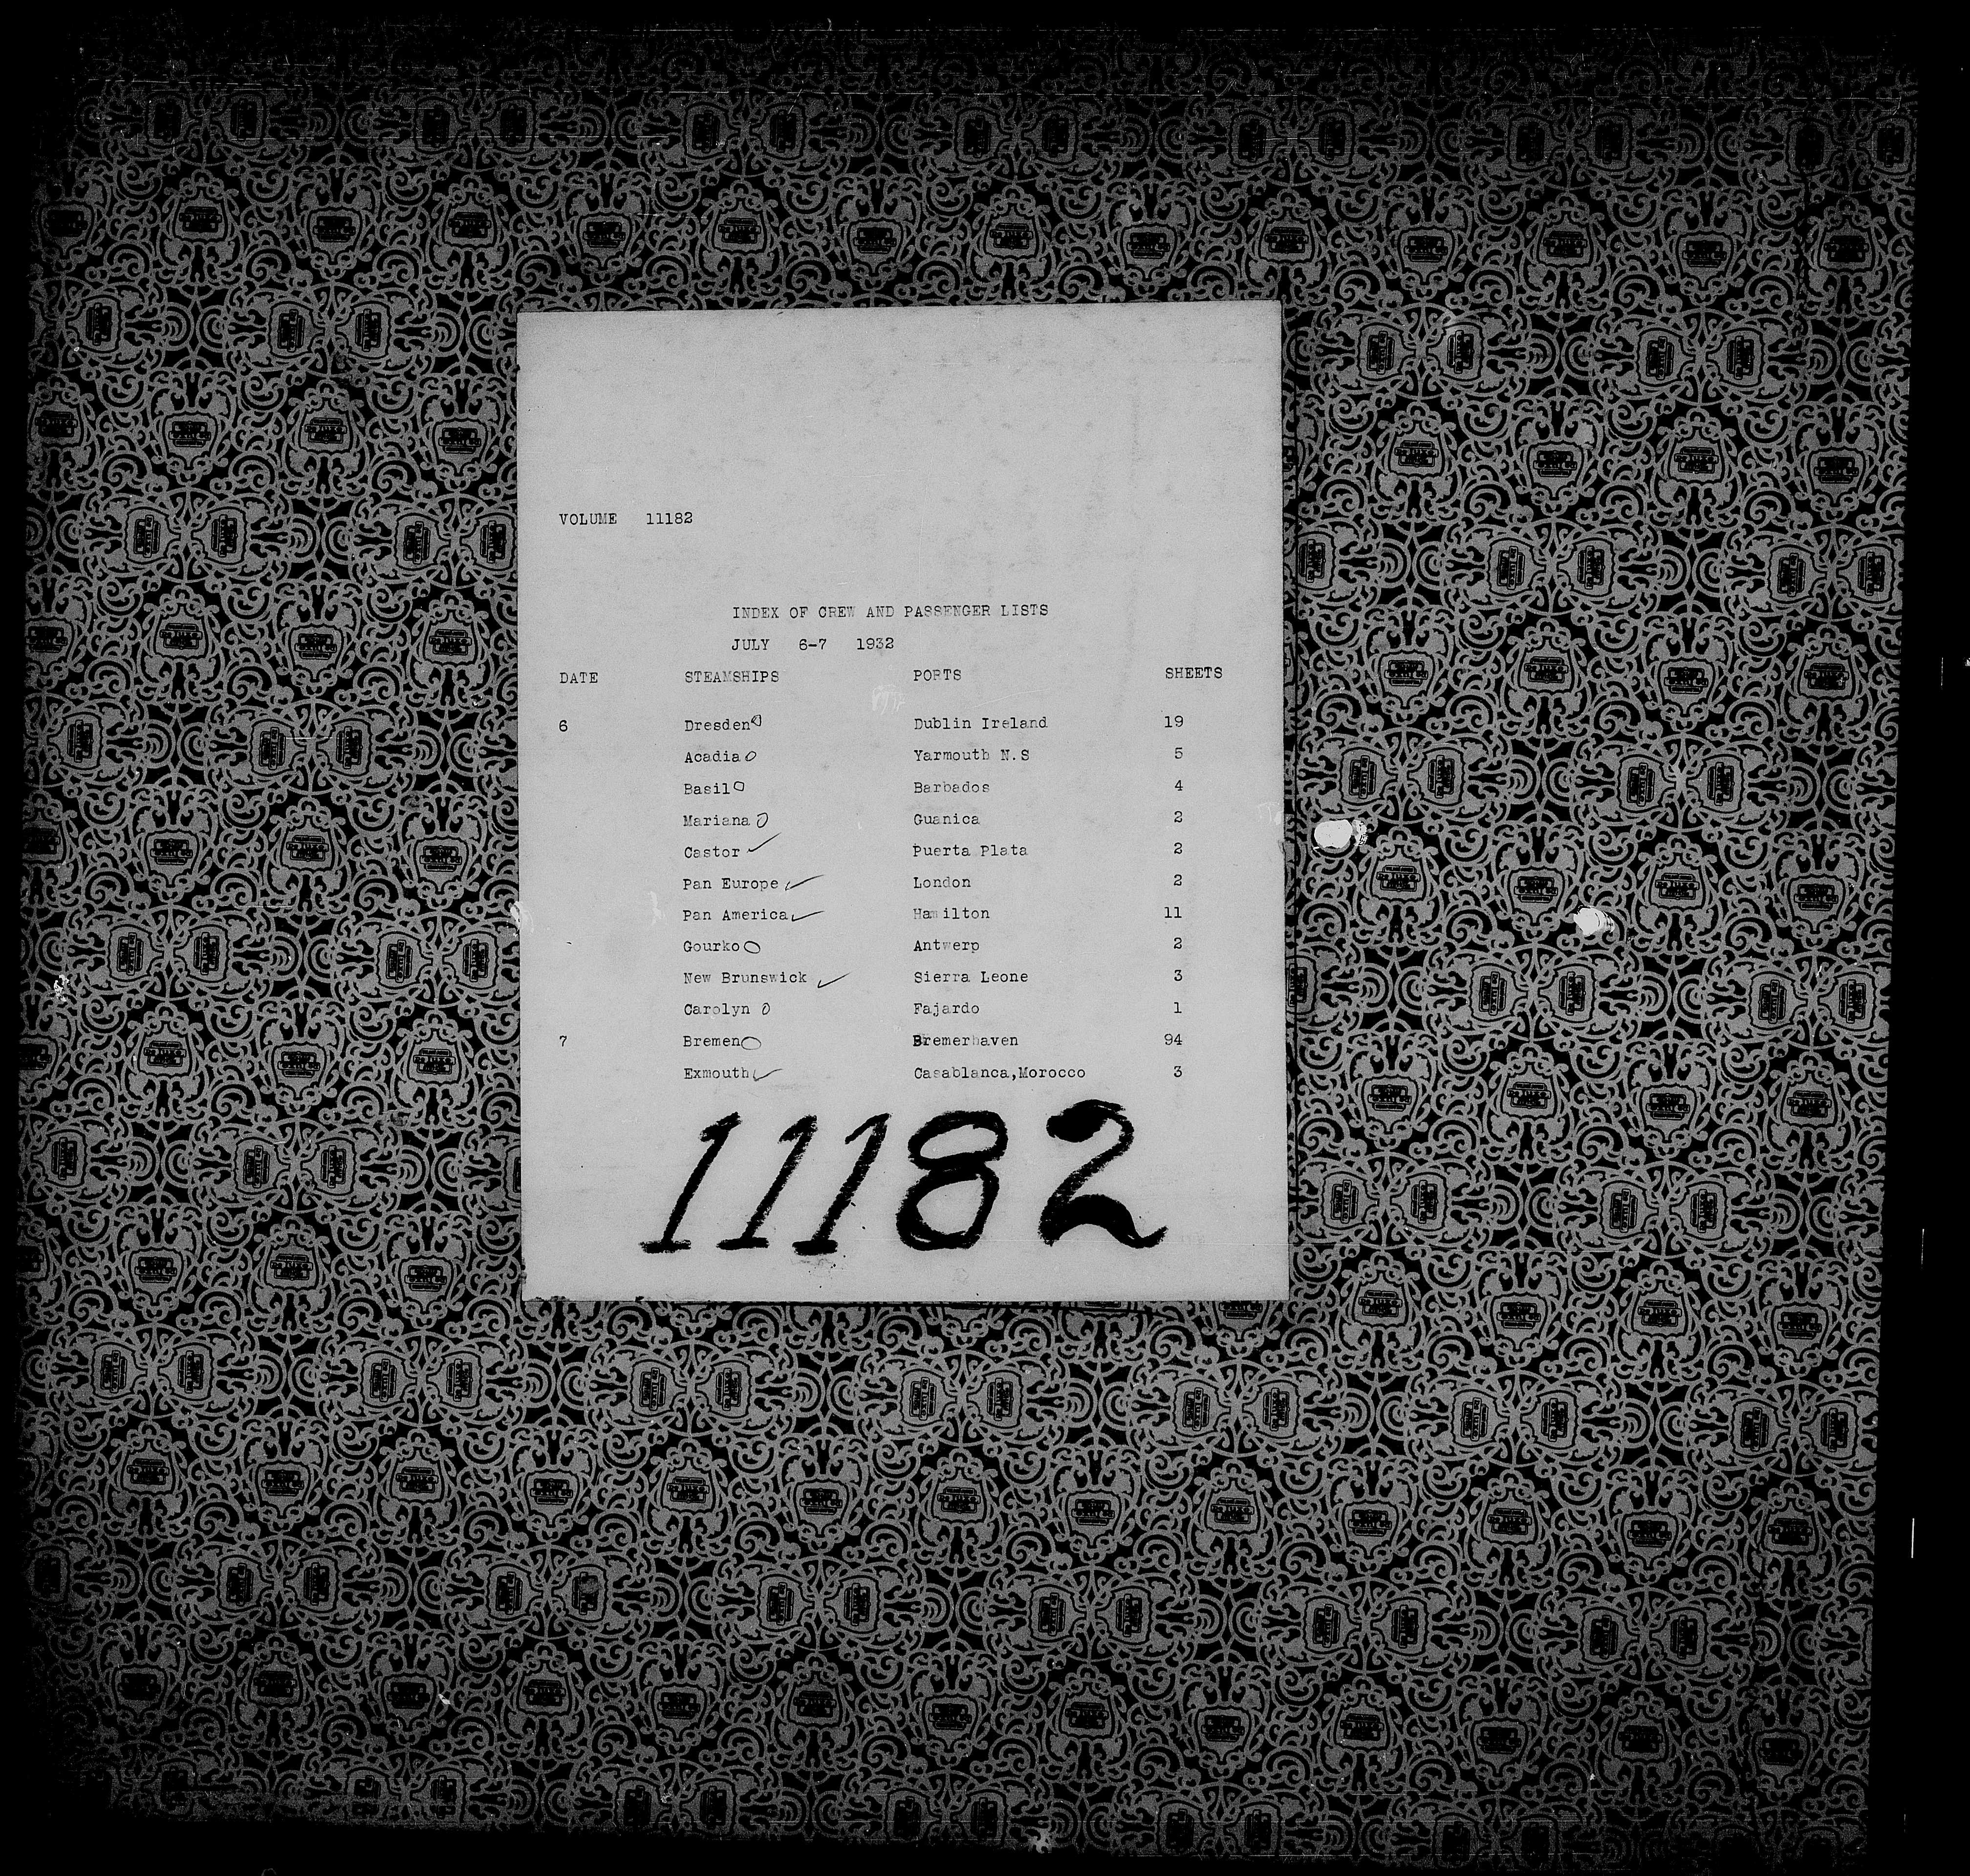 VOLUME 11182
INDEX OF CREW AND PASSENGER LISTS
JULY 6-7 1932
DATE STEAMSHIPS PORTS SHEETS
6 Dresden Dublin Ireland 19
Acadia Yarmouth N.S 5
Basil Barbados 4
Mariana Guanica 2
Castor Puerta Plata 2
Pan Europe London 2
Pan America Hamilton 11
Gourko Antwerp 2
New Brunswick Sierra Leone 3
Carolyn Fajardo 1
7 Bremen Bremerhaven 94
Exmouth Casablanca,Morocco 3
11182